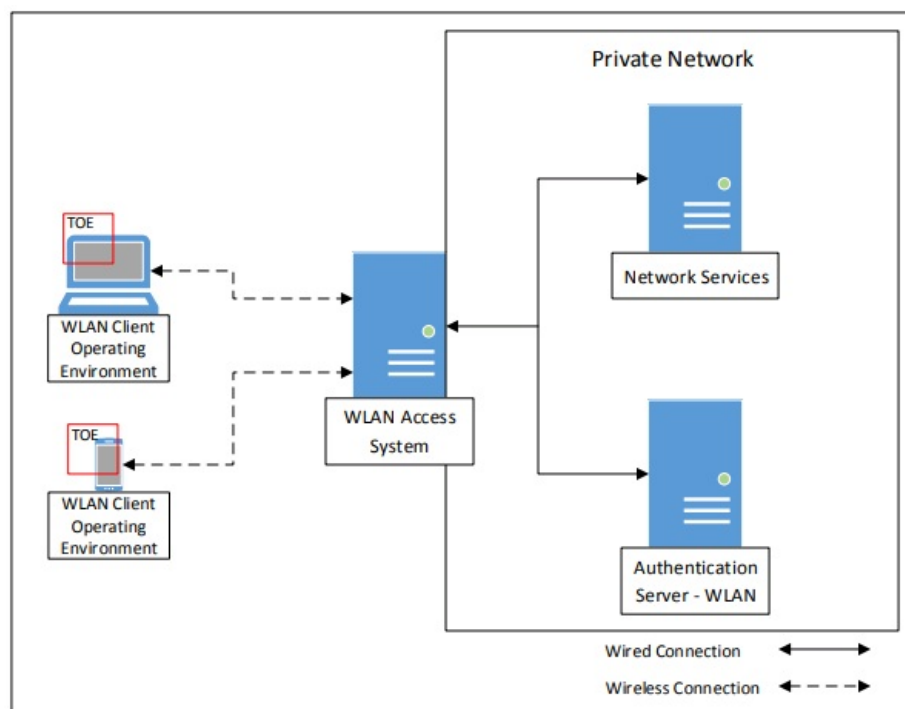 Private Network
TOE
WLAN Client
Operating
Environment
TOE
WLAN Client
Operating
Environment
WLAN Access
System
Network Services
Authentication
Server - WLAN
Wired Connection
Wireless Connection